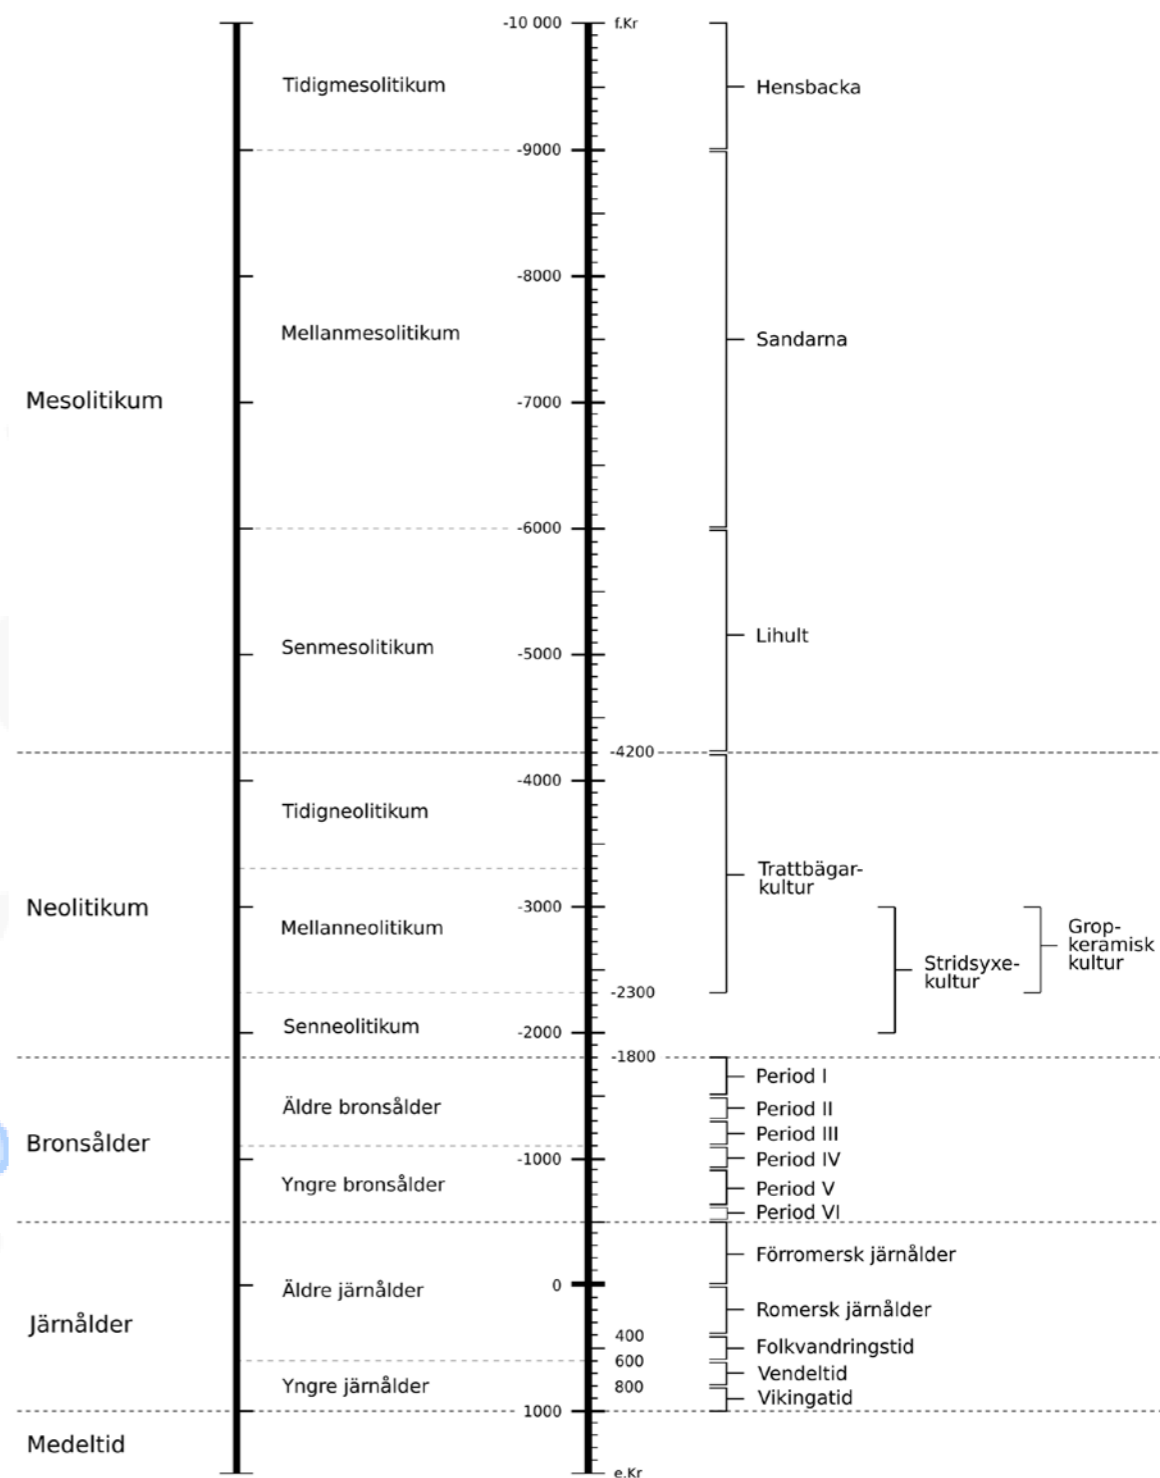 -10 000 f.Kr
Tidigmesolitikum
Hensbacka
-9000
-8000
Mellanmesolitikum
Sandarna
Mesolitikum
-7000
-6000
Senmesolitikum
Lihult
-5000
-4200
-4000
Tidigneolitikum
Trattbägar-
kultur
Neolitikum
-3000
Mellanneolitikum
Grop-
keramisk
kultur
Stridsyxe-
kultur
-2300
Senneolitikum
-2000
-1800
Period I
Äldre bronsålder
Period II
Period III
Bronsålder
-1000
Period IV
Yngre bronsålder
Period V
Period VI
Förromersk järnålder
Äldre järnålder
0
Romersk järnålder
Järnålder
400
Folkvandringstid
600
Vendeltid
Yngre järnålder
800
Vikingatid
1000
Medeltid
e.Kr